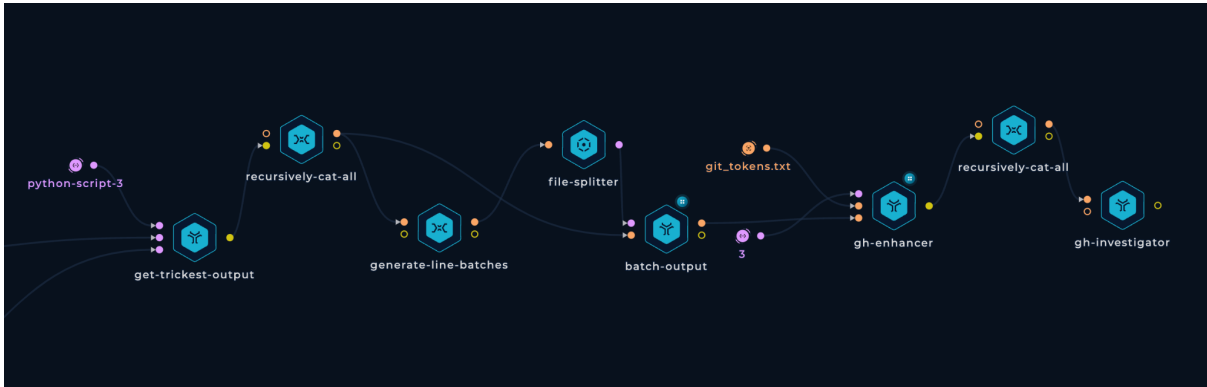 python-script-3
get-trickest-output
recursively-cat-all
generate-line-batches
file-splitter
batch-output
git_tokens.txt
3
gh-enhancer
recursively-cat-all
gh-investigator